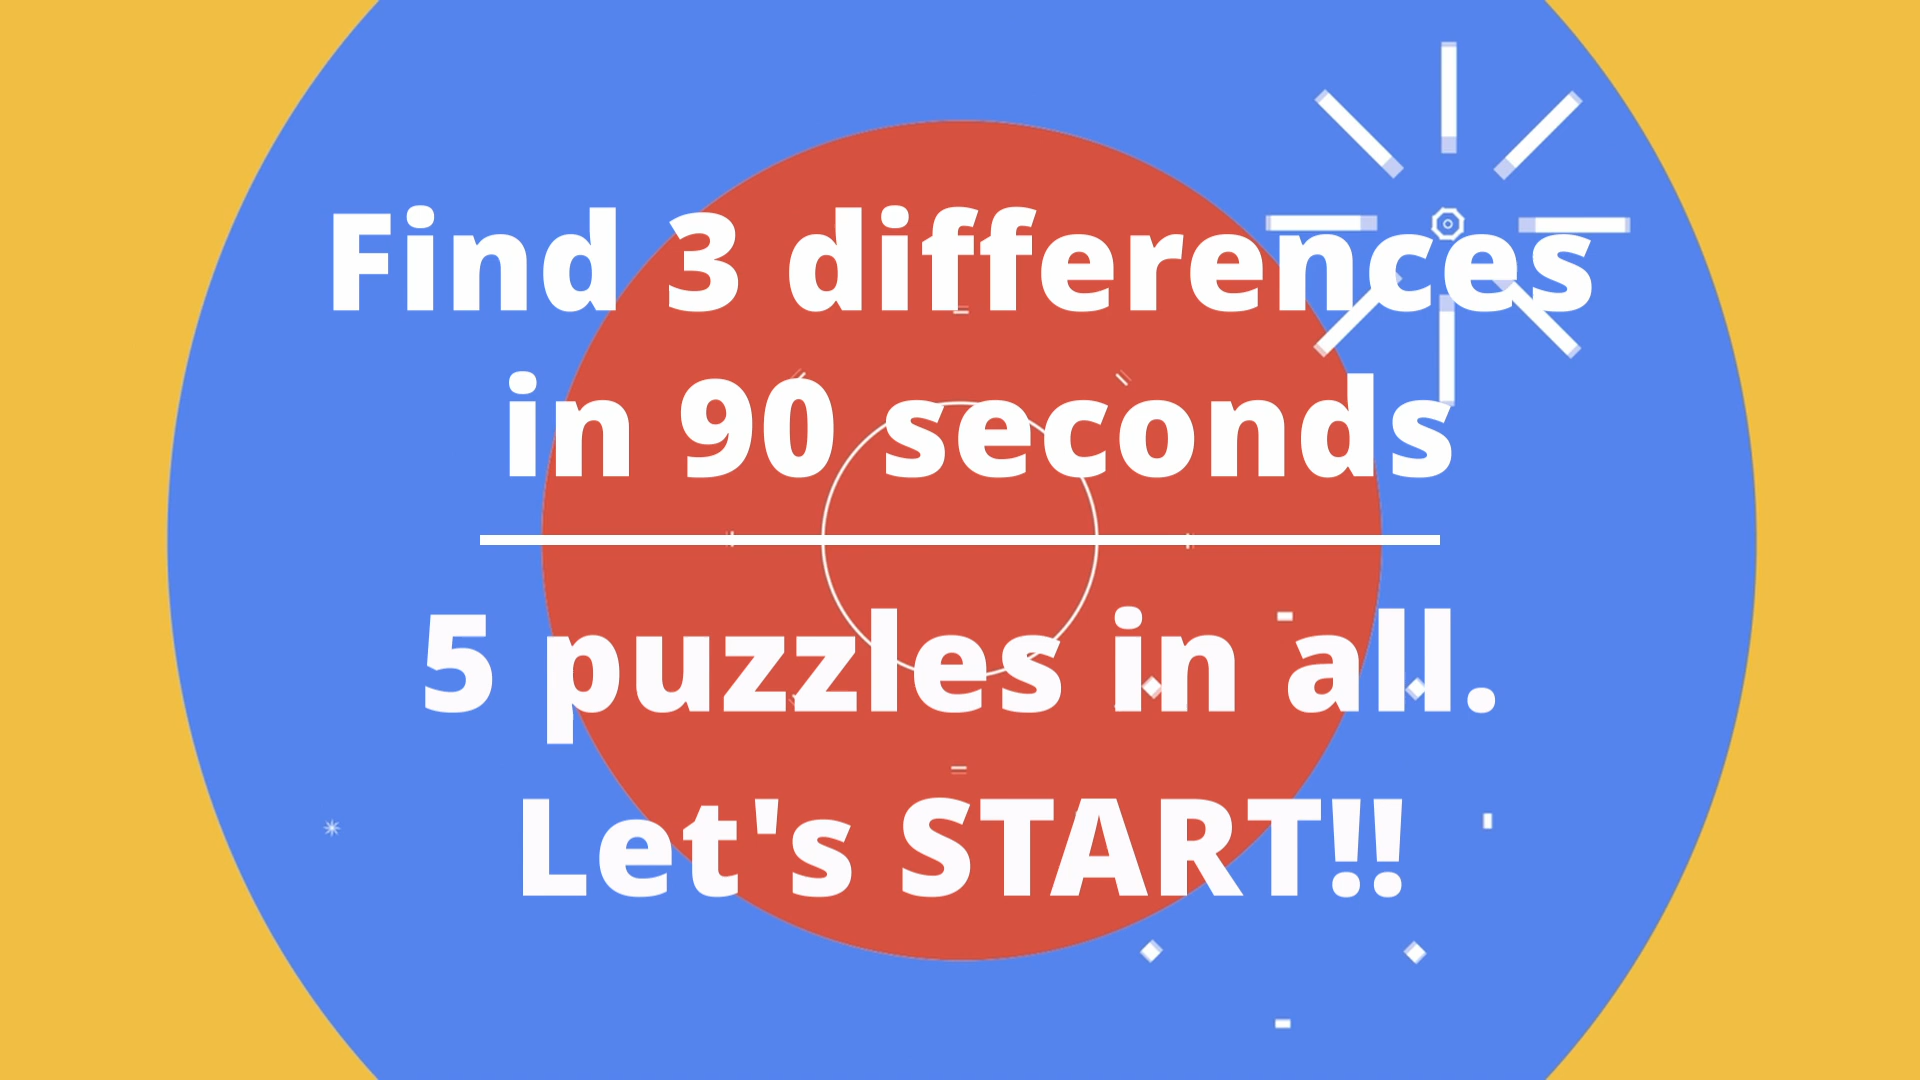 Find 3 differences
in 90 seconds
5 puzzles in all.
Let's START!!